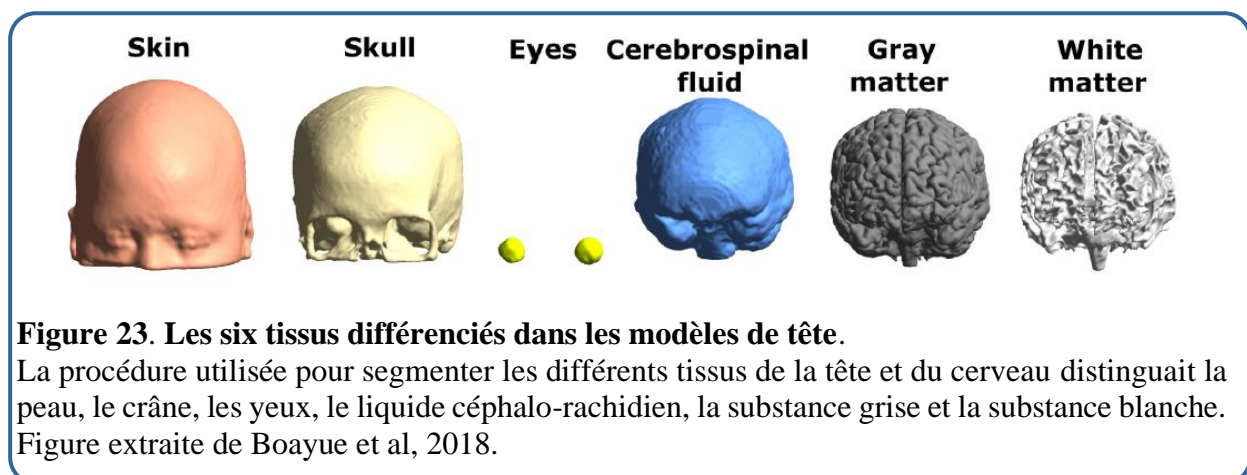 Skin Skull Eyes Cerebrospinal fluid Gray matter White matter
Figure 23. Les six tissus différenciés dans les modèles de tête.
La procédure utilisée pour segmenter les différents tissus de la tête et du cerveau distinguait la
peau, le crâne, les yeux, le liquide céphalo-rachidien, la substance grise et la substance blanche.
Figure extraite de Boayue et al, 2018.